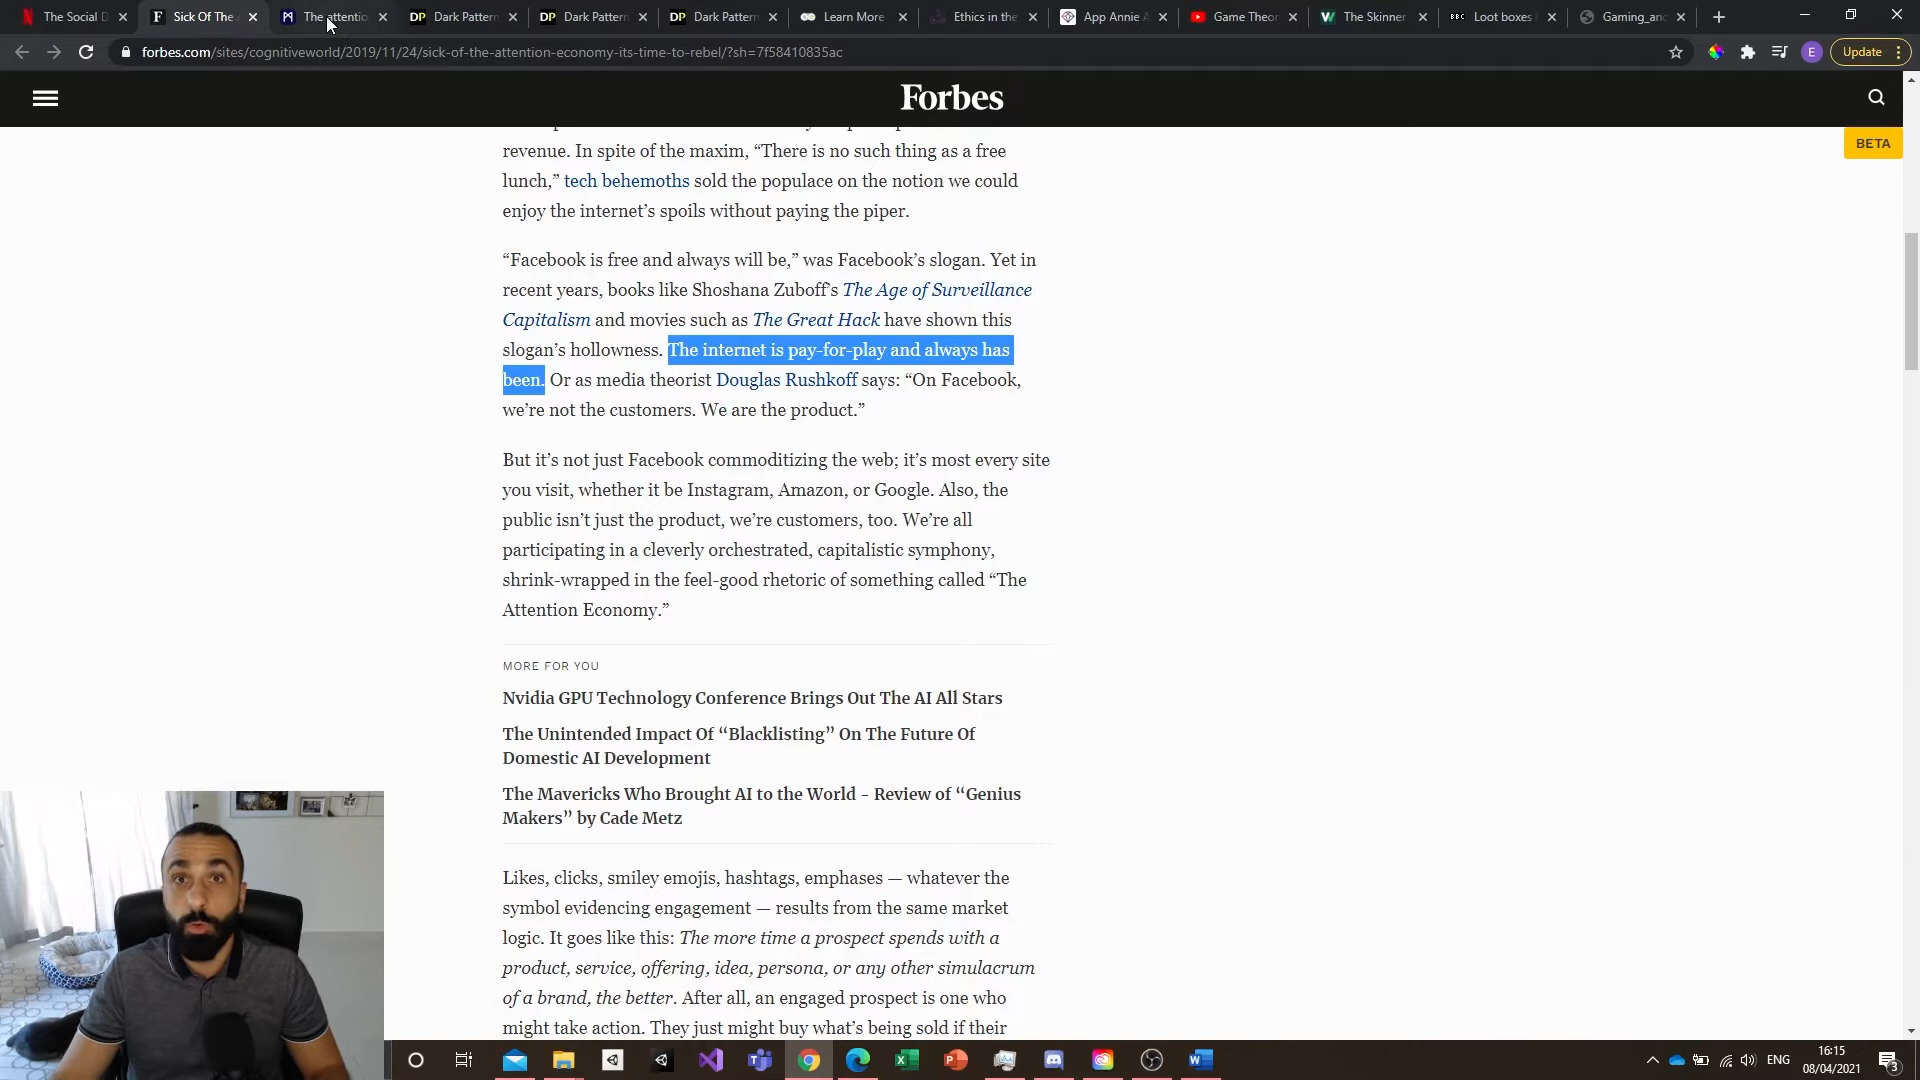 The Social D
Sick Of The
The attentio
Dark Pattern
Dark Pattern
Dark Pattern
Learn More
Ethics in the
App Annie A
Game Theor
The Skinner
Loot boxes
Gaming_and
forbes.com/sites/cognitiveworld/2019/11/24/sick-of-the-attention-economy-its-time-to-rebel/?sh=7f58410835ac
E
Update
Forbes
BETA
revenue. In spite of the maxim, “There is no such thing as a free
lunch,” tech behemoths sold the populace on the notion we could
enjoy the internet’s spoils without paying the piper.
“Facebook is free and always will be,” was Facebook’s slogan. Yet in
recent years, books like Shoshana Zuboff’s The Age of Surveillance
Capitalism and movies such as The Great Hack have shown this
slogan’s hollowness. The internet is pay-for-play and always has
been. Or as media theorist Douglas Rushkoff says: “On Facebook,
we’re not the customers. We are the product.”
But it’s not just Facebook commoditizing the web; it’s most every site
you visit, whether it be Instagram, Amazon, or Google. Also, the
public isn’t just the product, we’re customers, too. We’re all
participating in a cleverly orchestrated, capitalistic symphony,
shrink-wrapped in the feel-good rhetoric of something called “The
Attention Economy.”
MORE FOR YOU
Nvidia GPU Technology Conference Brings Out The AI All Stars
The Unintended Impact Of “Blacklisting” On The Future Of
Domestic AI Development
The Mavericks Who Brought AI to the World - Review of “Genius
Makers” by Cade Metz
Likes, clicks, smiley emojis, hashtags, emphases — whatever the
symbol evidencing engagement — results from the same market
logic. It goes like this: The more time a prospect spends with a
product, service, offering, idea, persona, or any other simulacrum
of a brand, the better. After all, an engaged prospect is one who
might take action. They just might buy what’s being sold if their
ENG
16:15
08/04/2021
3